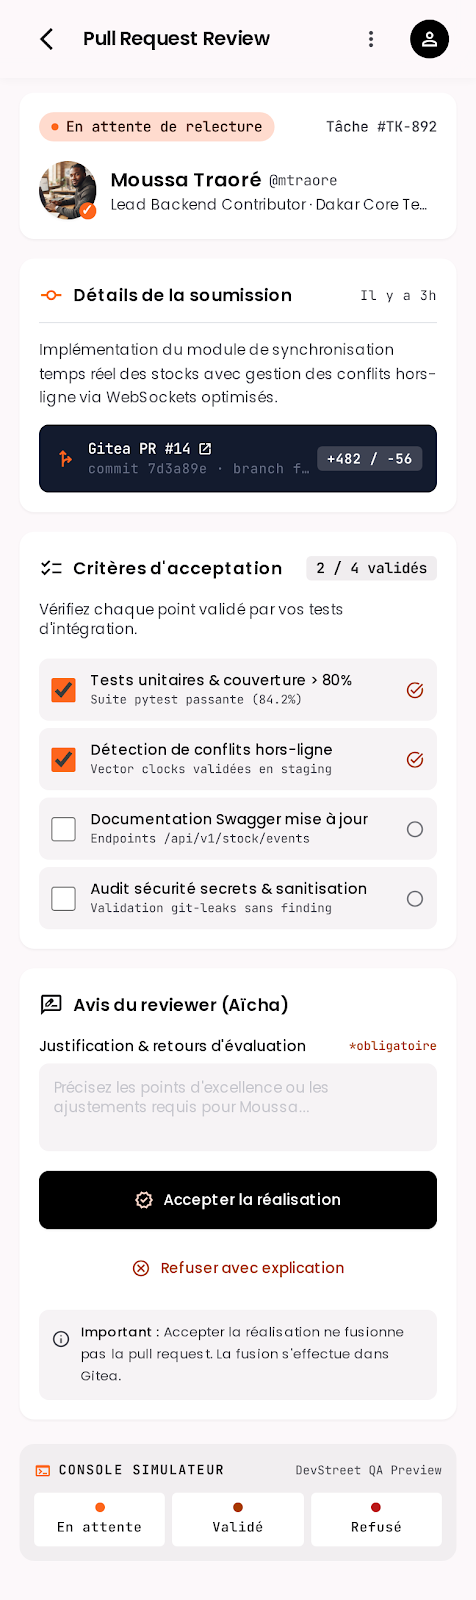 Pull Request Review
En attente de relecture
Tâche #TK-892
Moussa Traoré @mtraore
Lead Backend Contributor · Dakar Core Te…
Détails de la soumission
Il y a 3h
Implémentation du module de synchronisation
temps réel des stocks avec gestion des conflits hors-
ligne via WebSockets optimisés.
Gitea PR #14
commit 7d3a89e · branch f…
+482 / -56
Critères d'acceptation
2 / 4 validés
Vérifiez chaque point validé par vos tests
d'intégration.
Tests unitaires & couverture > 80%
Suite pytest passante (84.2%)
Détection de conflits hors-ligne
Vector clocks validées en staging
Documentation Swagger mise à jour
Endpoints /api/v1/stock/events
Audit sécurité secrets & sanitisation
Validation git-leaks sans finding
Avis du reviewer (Aïcha)
Justification & retours d'évaluation
*obligatoire
Précisez les points d'excellence ou les
ajustements requis pour Moussa...
Accepter la réalisation
Refuser avec explication
Important : Accepter la réalisation ne fusionne
pas la pull request. La fusion s'effectue dans
Gitea.
CONSOLE SIMULATEUR
DevStreet QA Preview
En attente
Validé
Refusé